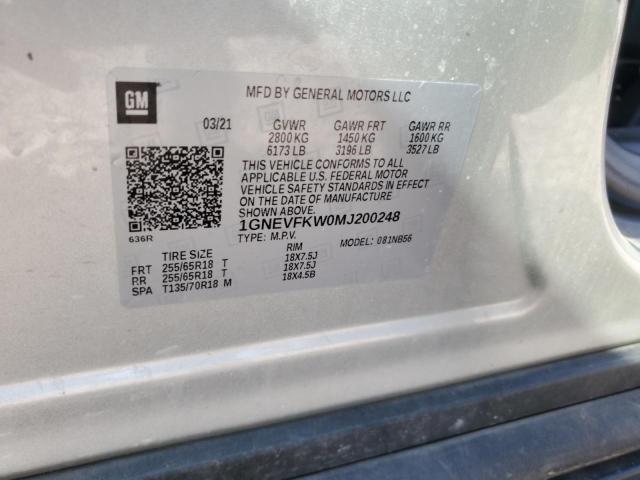 GM
MFD BY GENERAL MOTORS LLC
03/21 GVWR GAWR FRT GAWR RR
2800 KG 1450 KG 1600 KG
6173 LB 3196 LB 3527 LB
THIS VEHICLE CONFORMS TO ALL
APPLICABLE U.S. FEDERAL MOTOR
VEHICLE SAFETY STANDARDS IN EFFECT
ON THE DATE OF MANUFACTURE
SHOWN ABOVE.
636R
1GNEVFKW0MJ200248
TYPE: M.P.V. MODEL: 081NB56
TIRE SIZE RIM
FRT 255/65R18 T 18X7.5J
RR 255/65R18 T 18X7.5J
SPA T135/70R18 M 18X4.5B